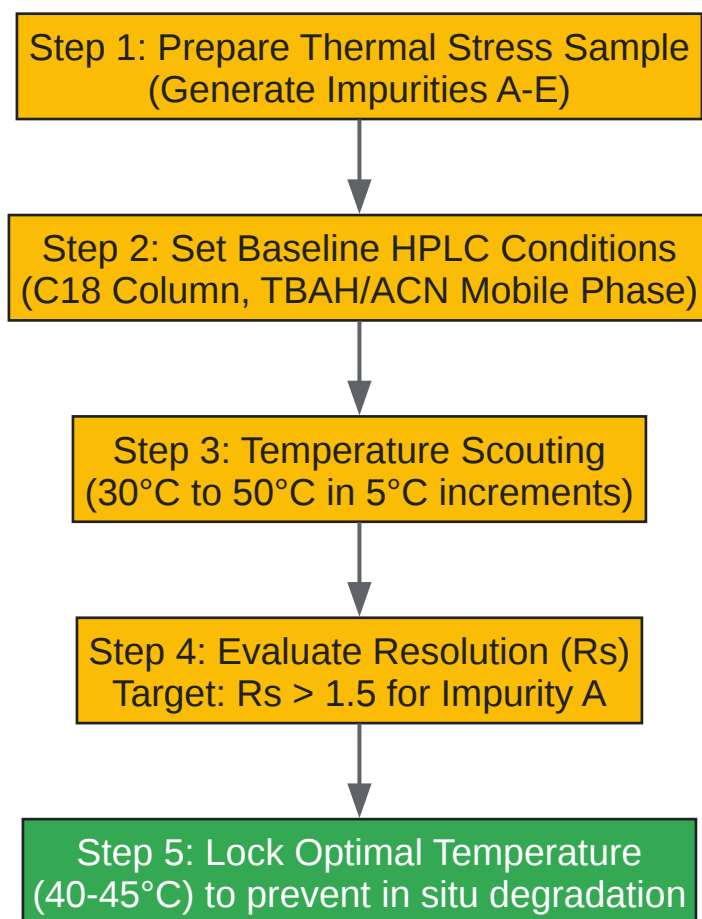 Step 1: Prepare Thermal Stress Sample
(Generate Impurities A-E)
Step 2: Set Baseline HPLC Conditions
(C18 Column, TBAH/ACN Mobile Phase)
Step 3: Temperature Scouting
(30°C to 50°C in 5°C increments)
Step 4: Evaluate Resolution (Rs)
Target: Rs > 1.5 for Impurity A
Step 5: Lock Optimal Temperature
(40-45°C) to prevent in situ degradation